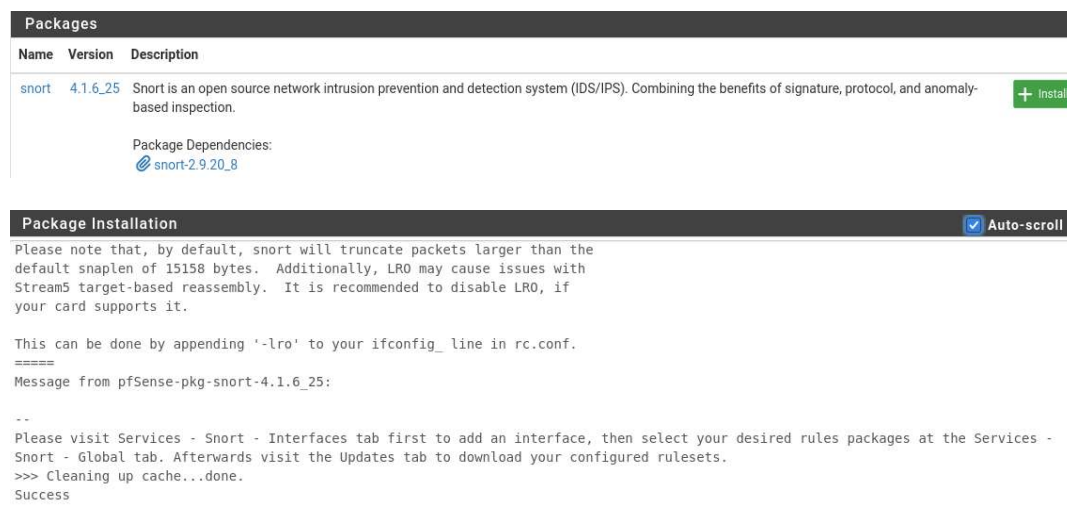 Packages
Name Version Description
snort 4.1.6_25 Snort is an open source network intrusion prevention and detection system (IDS/IPS). Combining the benefits of signature, protocol, and anomaly-
based inspection.
+ Install
Package Dependencies:
snort-2.9.20_8
Package Installation
Auto-scroll
Please note that, by default, snort will truncate packets larger than the
default snaplen of 15158 bytes.  Additionally, LRO may cause issues with
Stream5 target-based reassembly.  It is recommended to disable LRO, if
your card supports it.
This can be done by appending '-lro' to your ifconfig_ line in rc.conf.
=====
Message from pfSense-pkg-snort-4.1.6_25:
--
Please visit Services - Snort - Interfaces tab first to add an interface, then select your desired rules packages at the Services -
Snort - Global tab. Afterwards visit the Updates tab to download your configured rulesets.
>>> Cleaning up cache...done.
Success